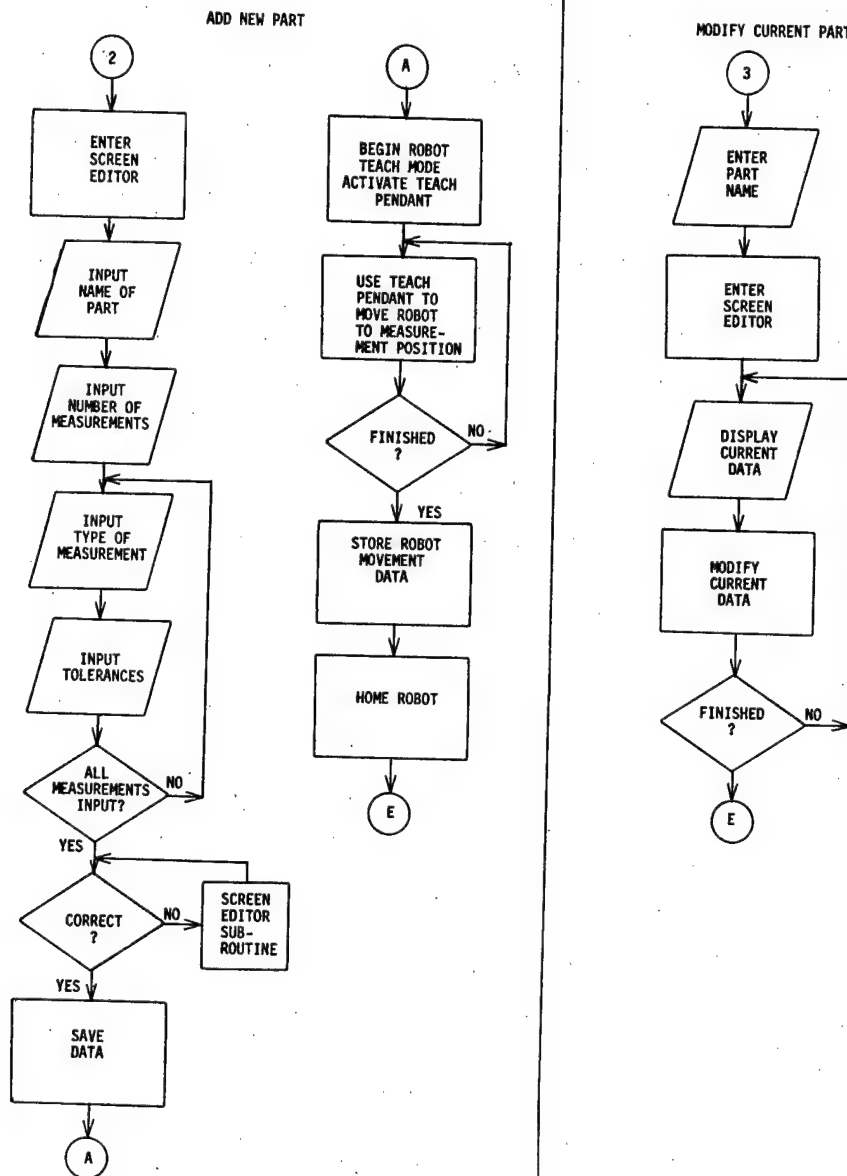 ADD NEW PART
2
ENTER
SCREEN
EDITOR
INPUT
NAME OF
PART
INPUT
NUMBER OF
MEASUREMENTS
INPUT
TYPE OF
MEASUREMENT
INPUT
TOLERANCES
ALL
MEASUREMENTS
INPUT?
NO
YES
CORRECT
?
NO
SCREEN
EDITOR
SUB-
ROUTINE
YES
SAVE
DATA
A
A
BEGIN ROBOT
TEACH MODE
ACTIVATE TEACH
PENDANT
USE TEACH
PENDANT TO
MOVE ROBOT
TO MEASURE-
MENT POSITION
FINISHED
?
NO
YES
STORE ROBOT
MOVEMENT
DATA
HOME ROBOT
E
MODIFY CURRENT PART
3
ENTER
PART
NAME
ENTER
SCREEN
EDITOR
DISPLAY
CURRENT
DATA
MODIFY
CURRENT
DATA
FINISHED
?
NO
E